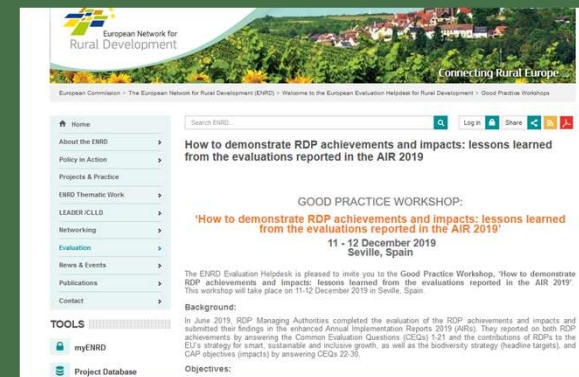 European Network for
Rural Development
Connecting Rural Europe ...
European Commission > The European Network for Rural Development (ENRD) > Welcome to the European Evaluation Helpdesk for Rural Development > Good Practice Workshops
Home
About the ENRD
Policy in Action
Projects & Practice
ENRD Thematic Work
LEADER /CLLD
Networking
Evaluation
News & Events
Publications
Contact
TOOLS
myENRD
Project Database
Search ENRD...
Log in
Share
How to demonstrate RDP achievements and impacts: lessons learned
from the evaluations reported in the AIR 2019
GOOD PRACTICE WORKSHOP:
'How to demonstrate RDP achievements and impacts: lessons learned
from the evaluations reported in the AIR 2019'
11 - 12 December 2019
Seville, Spain
The ENRD Evaluation Helpdesk is pleased to invite you to the Good Practice Workshop, 'How to demonstrate
RDP achievements and impacts: lessons learned from the evaluations reported in the AIR 2019'.
This workshop will take place on 11-12 December 2019 in Seville, Spain.
Background:
In June 2019, RDP Managing Authorities completed the evaluation of the RDP achievements and impacts and
submitted their findings in the enhanced Annual Implementation Reports 2019 (AIRs). They reported on both RDP
achievements by answering the Common Evaluation Questions (CEQs) 1-21 and the contributions of RDPs to the
EU's strategy for smart, sustainable and inclusive growth, as well as the biodiversity strategy (headline targets), and
CAP objectives (impacts) by answering CEQs 22-30.
Objectives: